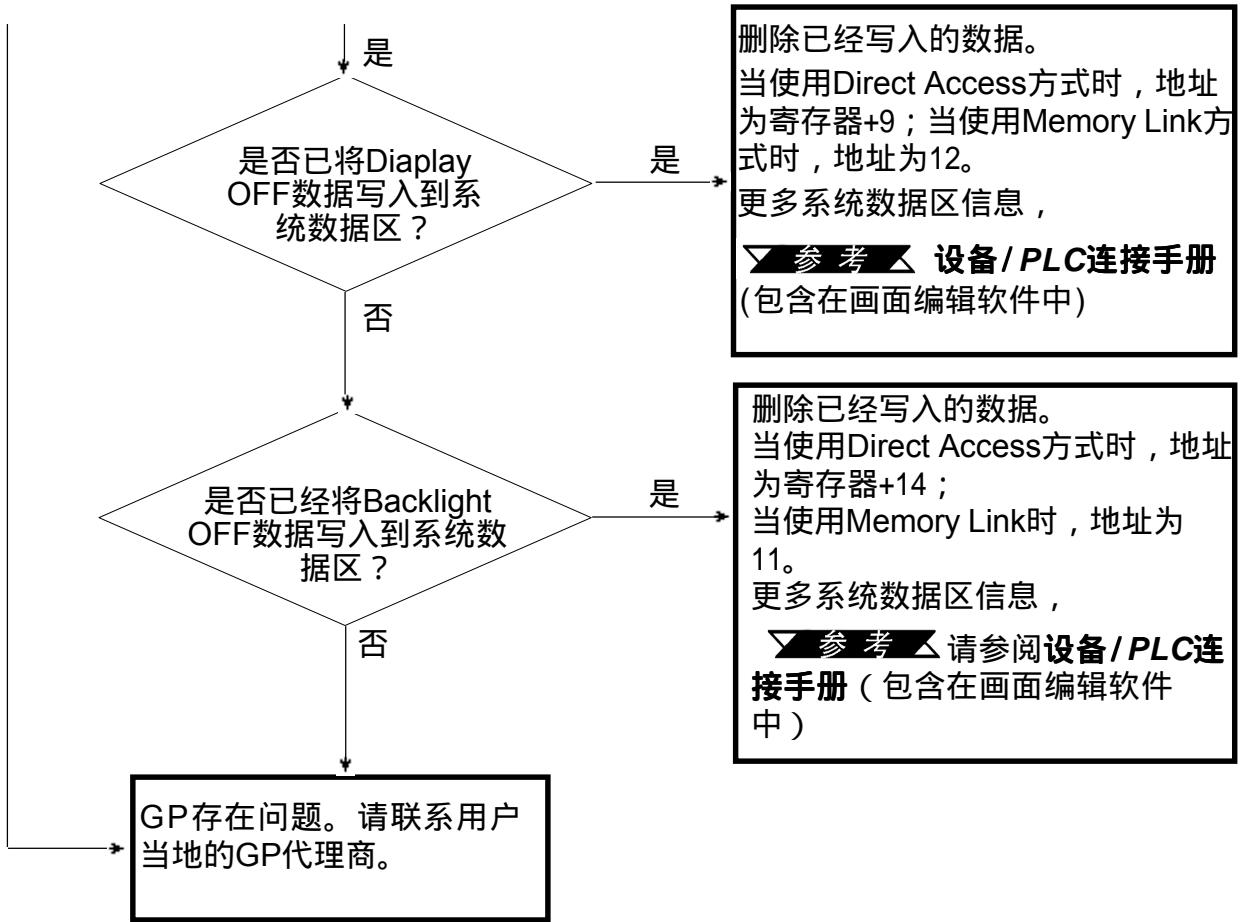 是
是否已将Diaplay
OFF数据写入到系
统数据区？
是
删除已经写入的数据。
当使用Direct Access方式时，地址
为寄存器+9；当使用Memory Link方
式时，地址为12。
更多系统数据区信息，
参考 设备/PLC连接手册
(包含在画面编辑软件中)
否
是否已经将Backlight
OFF数据写入到系统数
据区？
是
删除已经写入的数据。
当使用Direct Access方式时，地址
为寄存器+14；
当使用Memory Link时，地址为
11。
更多系统数据区信息，
参考 请参阅设备/PLC连
接手册（包含在画面编辑软件
中）
否
GP存在问题。请联系用户
当地的GP代理商。